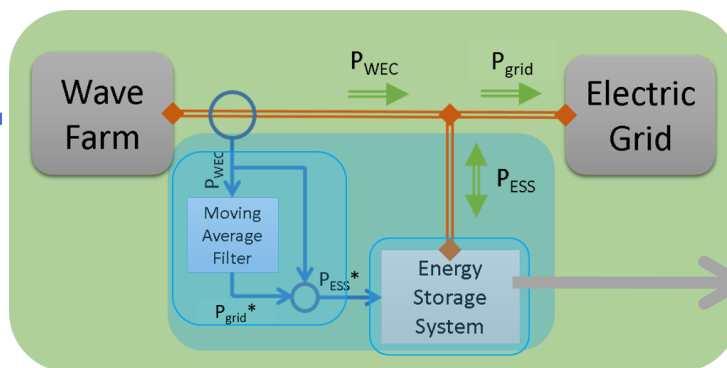 Wave
Farm
P_WEC
P_grid
Electric
Grid
P_WEC
P_ESS
Moving
Average
Filter
P_ESS*
P_grid*
Energy
Storage
System